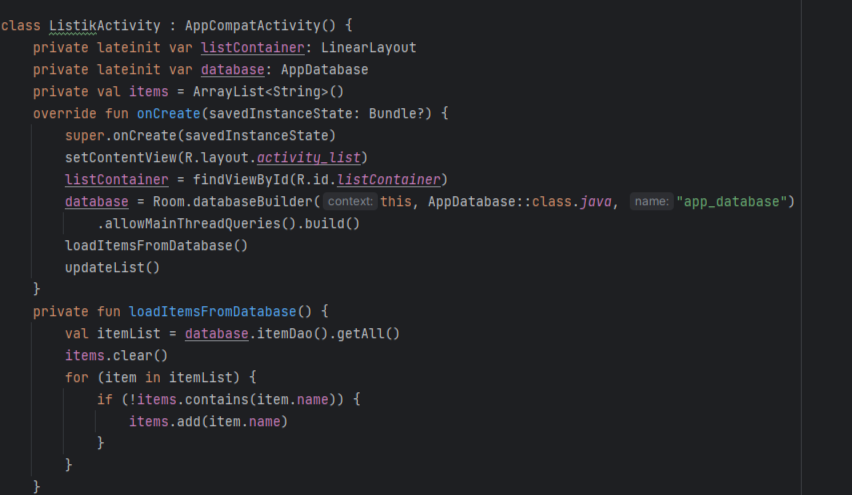 class ListikActivity : AppCompatActivity() {
    private lateinit var listContainer: LinearLayout
    private lateinit var database: AppDatabase
    private val items = ArrayList<String>()
    override fun onCreate(savedInstanceState: Bundle?) {
        super.onCreate(savedInstanceState)
        setContentView(R.layout.activity_list)
        listContainer = findViewById(R.id.listContainer)
        database = Room.databaseBuilder( context: this, AppDatabase::class.java, name: "app_database")
            .allowMainThreadQueries().build()
        loadItemsFromDatabase()
        updateList()
    }
    private fun loadItemsFromDatabase() {
        val itemList = database.itemDao().getAll()
        items.clear()
        for (item in itemList) {
            if (!items.contains(item.name)) {
                items.add(item.name)
            }
        }
    }